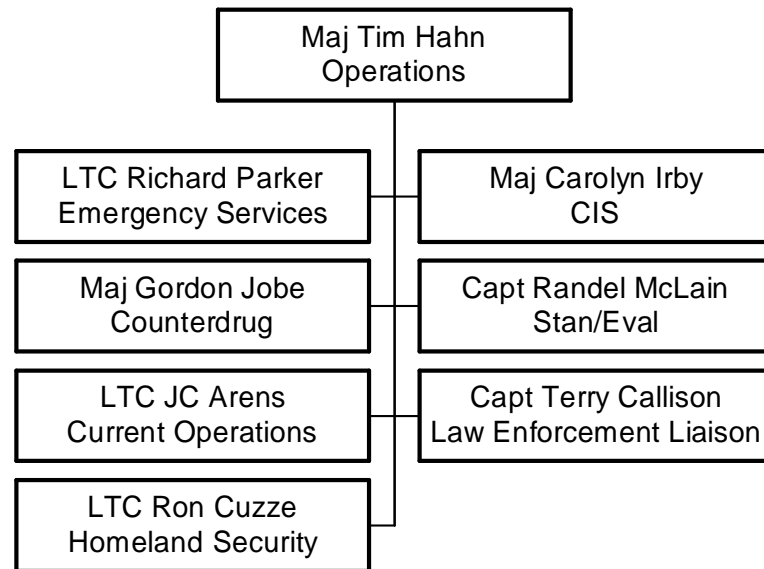 Maj Tim Hahn
Operations
LTC Richard Parker
Emergency Services
Maj Carolyn Irby
CIS
Maj Gordon Jobe
Counterdrug
Capt Randel McLain
Stan/Eval
LTC JC Arens
Current Operations
Capt Terry Callison
Law Enforcement Liaison
LTC Ron Cuzze
Homeland Security